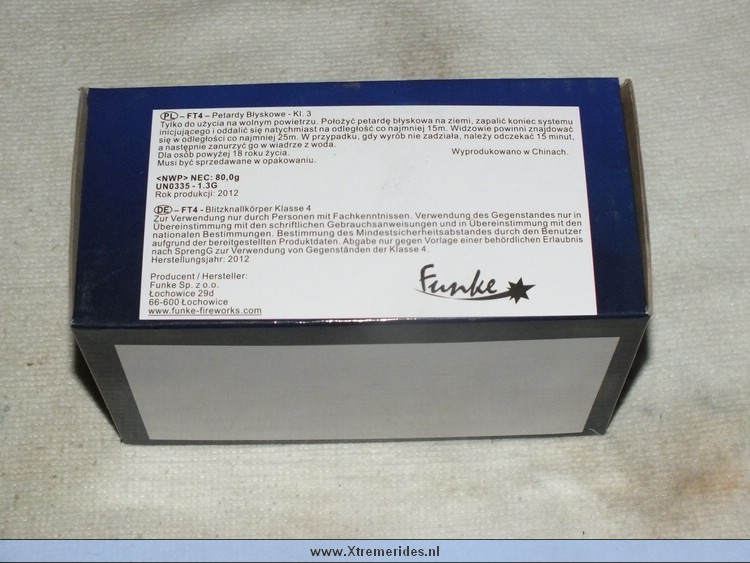 PL – FT4 – Petardy Błyskowe - Kl. 3
Tylko do użycia na wolnym powietrzu. Położyć petardę błyskowa na ziemi, zapalić koniec systemu
inicjującego i oddalić się natychmiast na odległość co najmniej 15m. Widzowie powinni znajdować
się w odległości co najmniej 25m. W przypadku, gdy wyrób nie zadziała, należy odczekać 15 minut,
a następnie zanurzyć go w wiadrze z woda.
Dla osób powyżej 18 roku życia. Wyprodukowano w Chinach.
Musi być sprzedawane w opakowaniu.
<NWP> NEC: 80,0g
UN0335 - 1.3G
Rok produkcji: 2012
DE – FT4 - Blitzknallkörper Klasse 4
Zur Verwendung nur durch Personen mit Fachkenntnissen. Verwendung des Gegenstandes nur in
Übereinstimmung mit den schriftlichen Gebrauchsanweisungen und in Übereinstimmung mit den
nationalen Bestimmungen. Bestimmung des Mindestsicherheitsabstandes durch den Benutzer
aufgrund der bereitgestellten Produktdaten. Abgabe nur gegen Vorlage einer behördlichen Erlaubnis
nach SprengG zur Verwendung von Gegenständen der Klasse 4.
Herstellungsjahr: 2012
Producent / Hersteller:
Funke Sp. z o.o.
Łochowice 29d
66-600 Łochowice
www.funke-fireworks.com
Funke
www.Xtremerides.nl